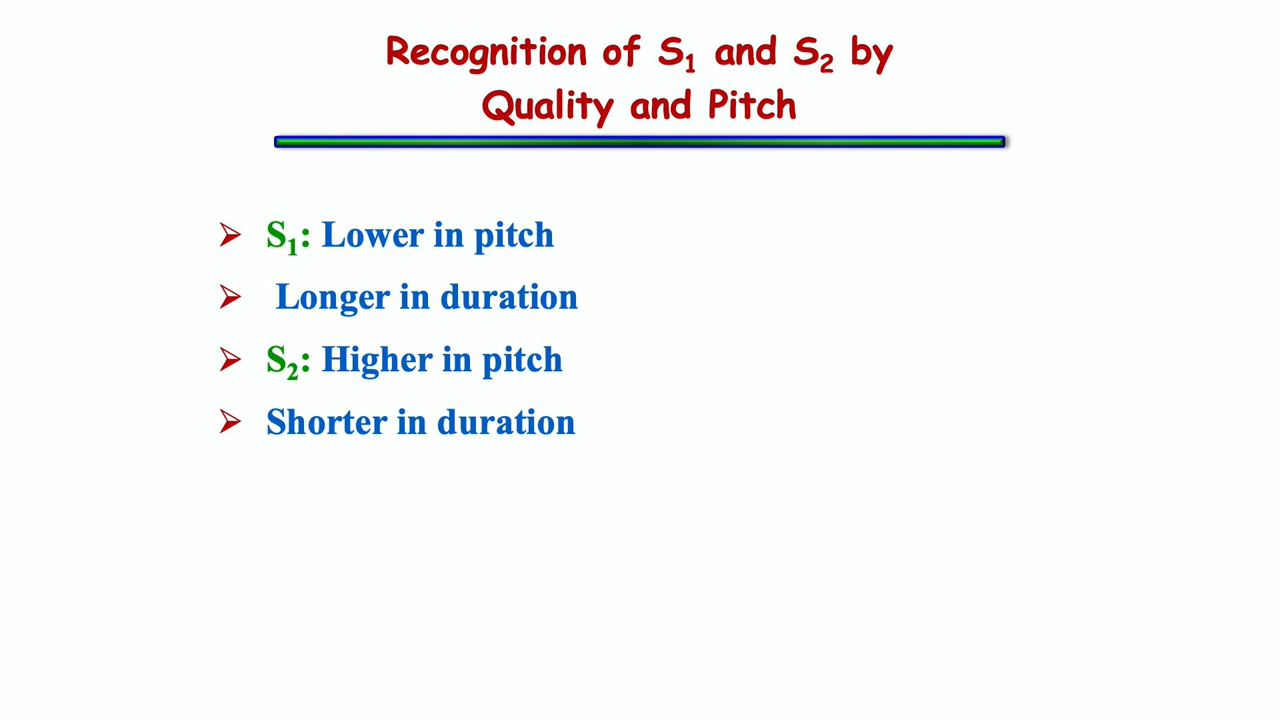 Recognition of S₁ and S₂ by
Quality and Pitch
➢ S₁: Lower in pitch
➢ Longer in duration
➢ S₂: Higher in pitch
➢ Shorter in duration